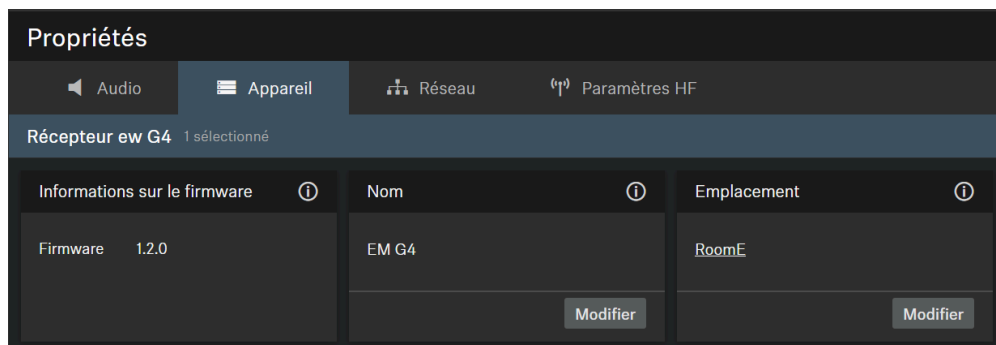 Propriétés
Audio Appareil Réseau Paramètres HF
Récepteur ew G4 1 sélectionné
Informations sur le firmware Nom Emplacement
Firmware 1.2.0 EM G4 RoomE
Modifier Modifier